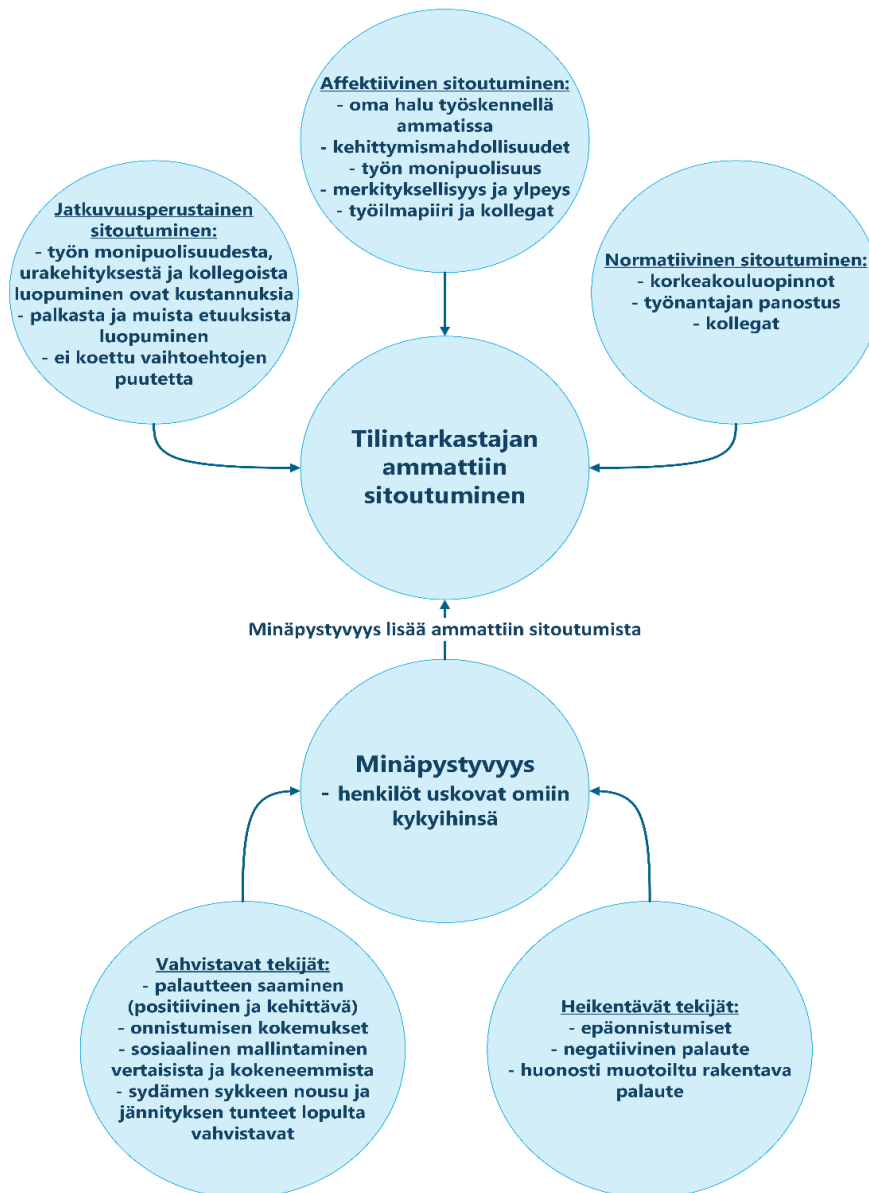 Affektiivinen sitoutuminen:
- oma halu työskennellä
ammatissa
- kehittymismahdollisuudet
- työn monipuolisuus
- merkityksellisyys ja ylpeys
- työilmapiiri ja kollegat
Jatkuvuusperustainen
sitoutuminen:
- työn monipuolisuudesta,
urakehityksestä ja kollegoista
luopuminen ovat kustannuksia
- palkasta ja muista etuuksista
luopuminen
- ei koettu vaihtoehtojen
puutetta
Normatiivinen sitoutuminen:
- korkeakouluopinnot
- työnantajan panostus
- kollegat
Tilintarkastajan
ammattiin
sitoutuminen
Minäpystyvyys lisää ammattiin sitoutumista
Minäpystyvyys
- henkilöt uskovat omiin
kykyihinsä
Vahvistavat tekijät:
- palautteen saaminen
(positiivinen ja kehittävä)
- onnistumisen kokemukset
- sosiaalinen mallintaminen
vertaisista ja kokeneemmista
- sydämen sykkeen nousu ja
jännityksen tunteet lopulta
vahvistavat
Heikentävät tekijät:
- epäonnistumiset
- negatiivinen palaute
- huonosti muotoiltu rakentava
palaute